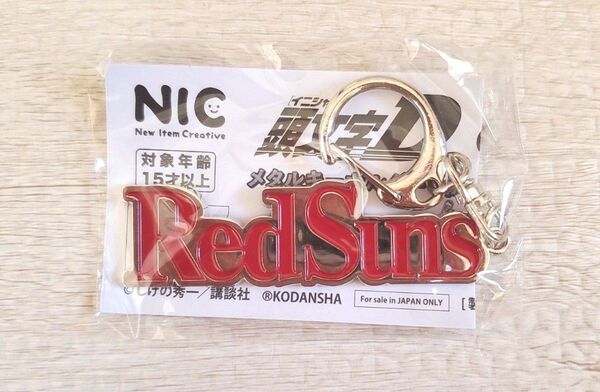 NIC
New Item Creative
対象年齢
15才以上
頭文字D
メタルキー
RedSuns
©しげの秀一／講談社 ®KODANSHA
For sale in JAPAN ONLY